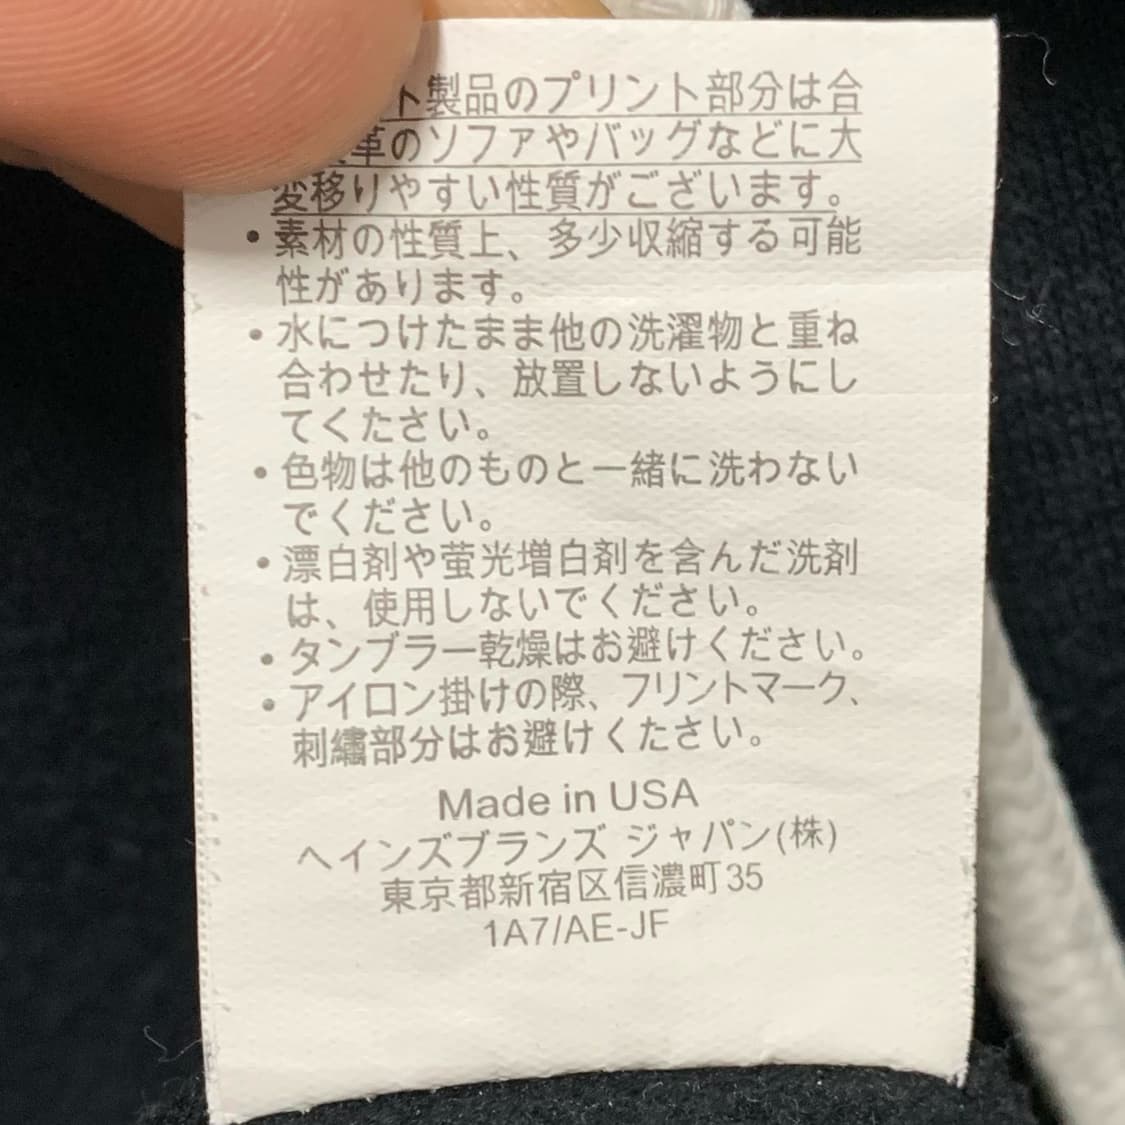 ト製品のプリント部分は合
革のソファやバッグなどに大
変移りやすい性質がございます。
・素材の性質上、多少収縮する可能
性があります。
・水につけたまま他の洗濯物と重ね
合わせたり、放置しないようにし
てください。
・色物は他のものと一緒に洗わない
でください。
・漂白剤や萤光増白剤を含んだ洗剤
は、使用しないでください。
・タンブラー乾燥はお避けください。
・アイロン掛けの際、プリントマーク、
刺繡部分はお避けください。
Made in USA
ヘインズブランズ ジャパン(株)
東京都新宿区信濃町35
1A7/AE-JF